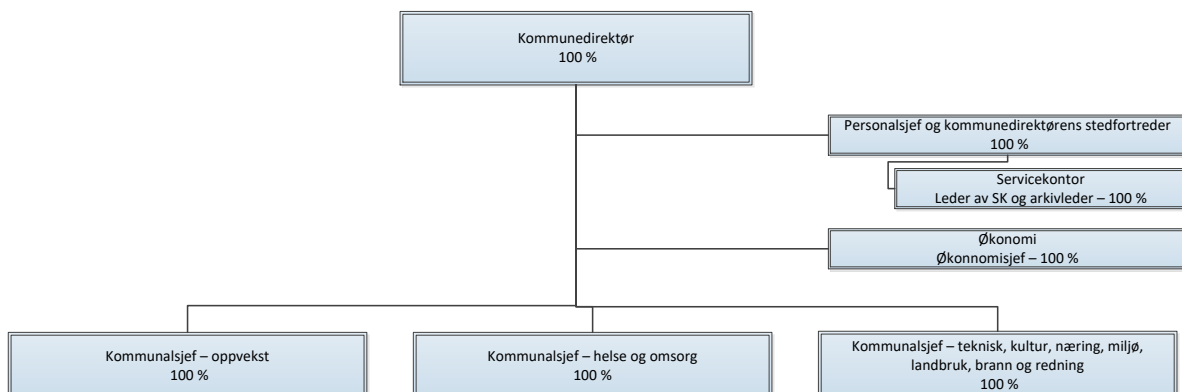 Kommunedirektør
100 %
Personalsjef og kommunedirektørens stedfortreder
100 %
Servicekontor
Leder av SK og arkivleder – 100 %
Økonomi
Økonnomisjef – 100 %
Kommunalsjef – oppvekst
100 %
Kommunalsjef – helse og omsorg
100 %
Kommunalsjef – teknisk, kultur, næring, miljø,
landbruk, brann og redning
100 %